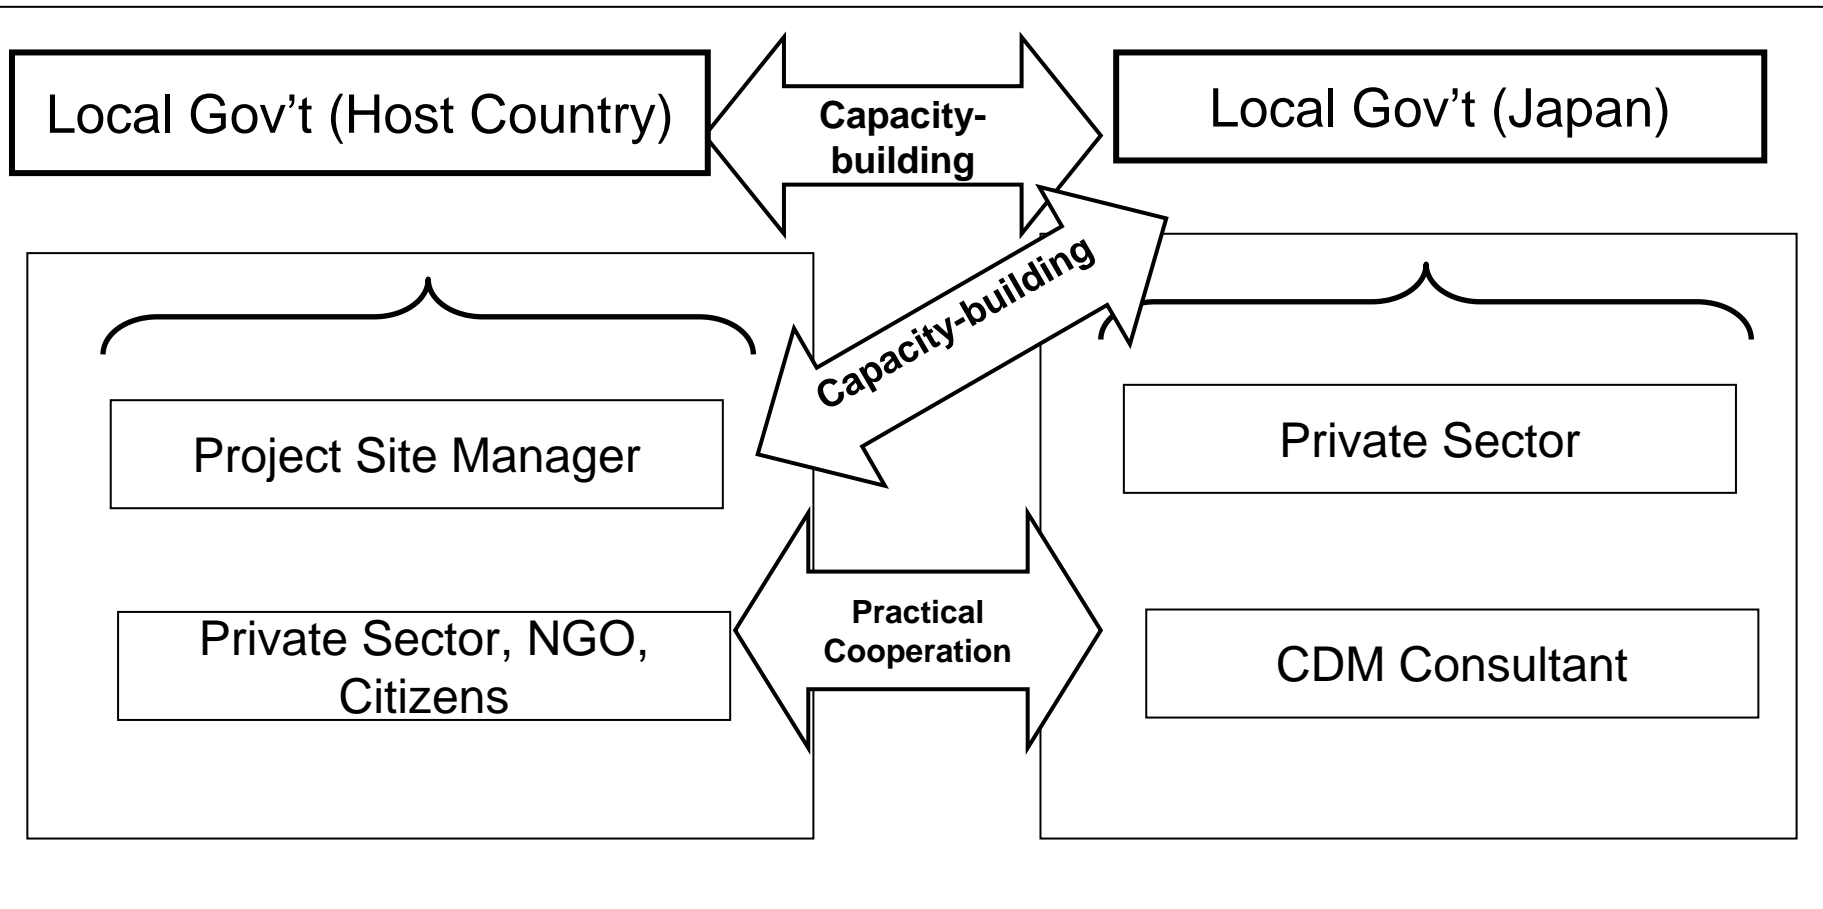 Local Gov’t (Host Country)
Capacity-
building
Local Gov’t (Japan)
Capacity-building
Project Site Manager
Private Sector
Private Sector, NGO,
Citizens
Practical
Cooperation
CDM Consultant